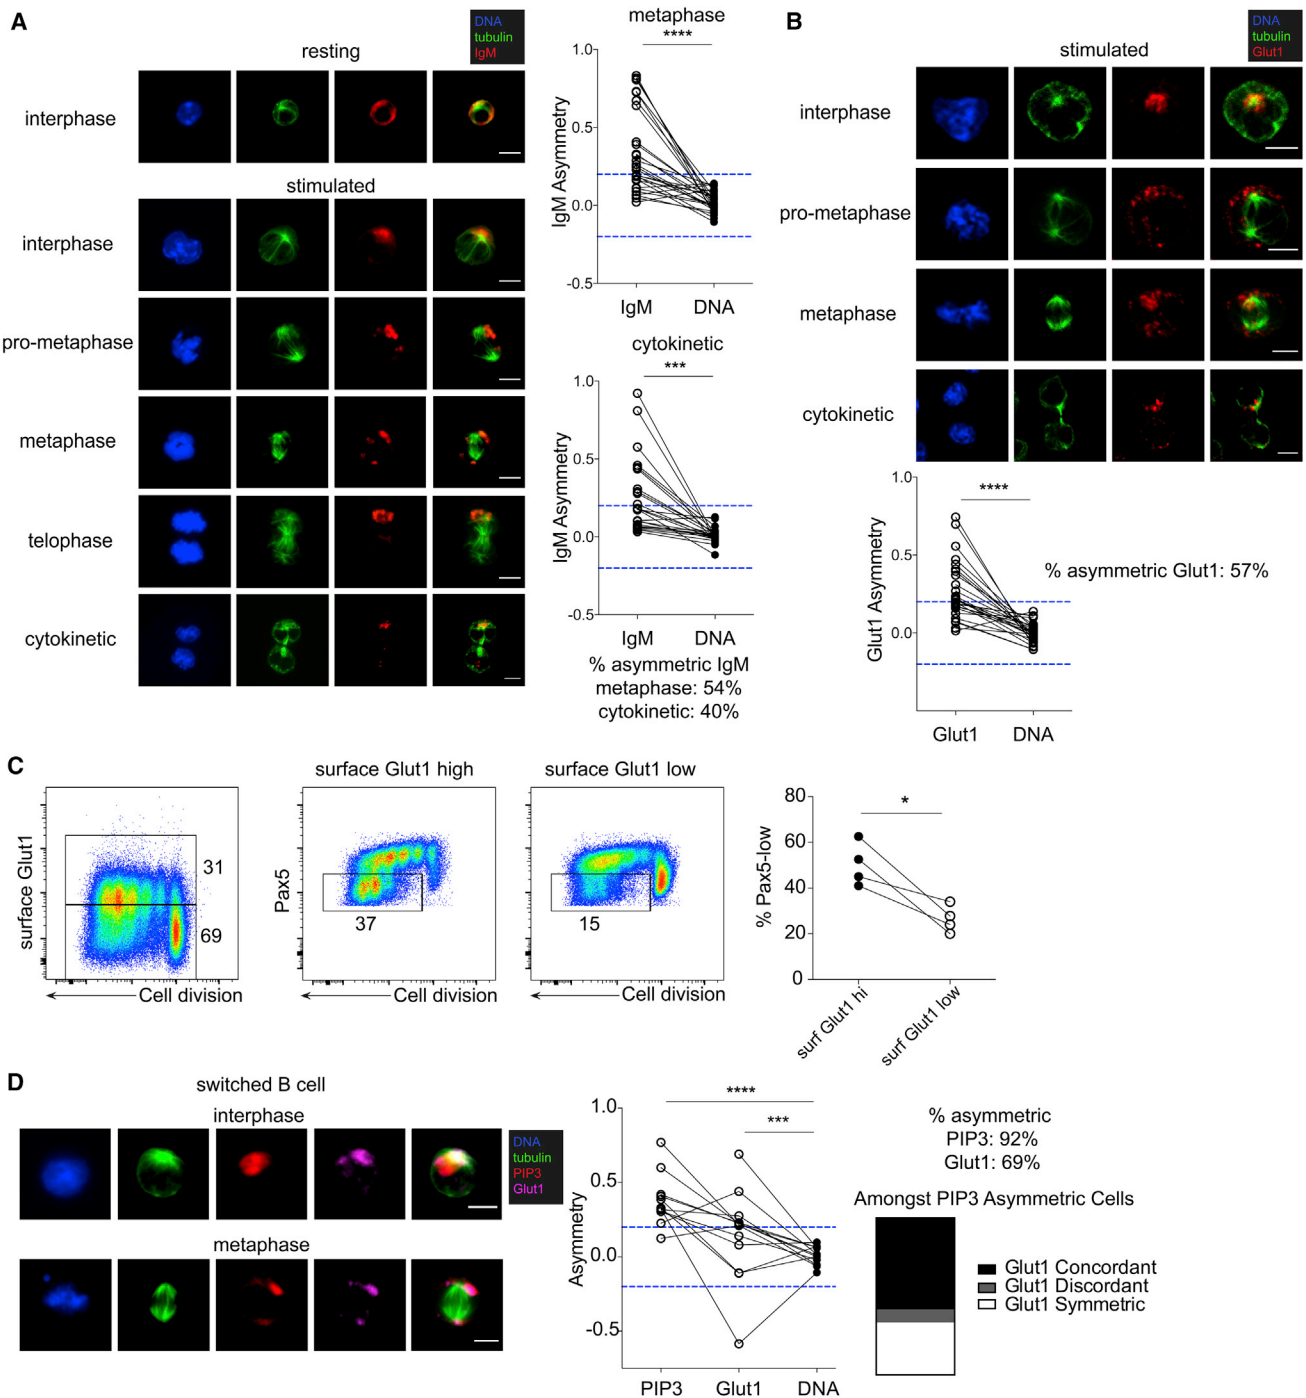 A
DNA
tubulin
IgM
resting
interphase
stimulated
interphase
pro-metaphase
metaphase
telophase
cytokinetic
metaphase
****
1.0
0.5
0.0
-0.5
IgM Asymmetry
IgM
DNA
cytokinetic
***
1.0
0.5
0.0
-0.5
IgM Asymmetry
IgM
DNA
% asymmetric IgM
metaphase: 54%
cytokinetic: 40%
B
DNA
tubulin
Glut1
stimulated
interphase
pro-metaphase
metaphase
cytokinetic
1.0
0.5
0.0
Glut1 Asymmetry
****
% asymmetric Glut1: 57%
Glut1
DNA
C
surface Glut1
31
69
Cell division
surface Glut1 high
Pax5
37
Cell division
surface Glut1 low
15
Cell division
80
60
40
20
0
% Pax5-low
*
surf Glut1 hi
surf Glut1 low
D
switched B cell
interphase
DNA
tubulin
PIP3
Glut1
metaphase
****
***
1.0
0.5
0.0
-0.5
Asymmetry
PIP3
Glut1
DNA
% asymmetric
PIP3: 92%
Glut1: 69%
Amongst PIP3 Asymmetric Cells
Glut1 Concordant
Glut1 Discordant
Glut1 Symmetric